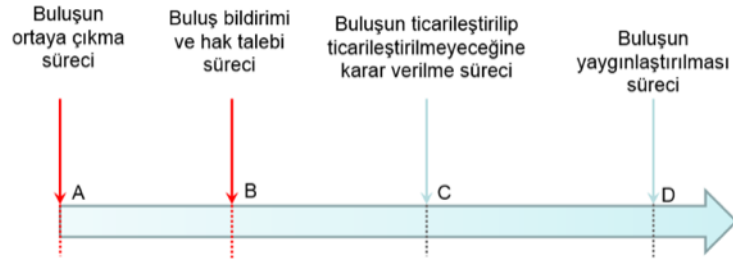 Buluşun
ortaya çıkma
süreci
Buluş bildirimi
ve hak talebi
süreci
Buluşun ticarileştirilip
ticarileştirilmeyeceğine
karar verilme süreci
Buluşun
yaygınlaştırılması
süreci
A
B
C
D